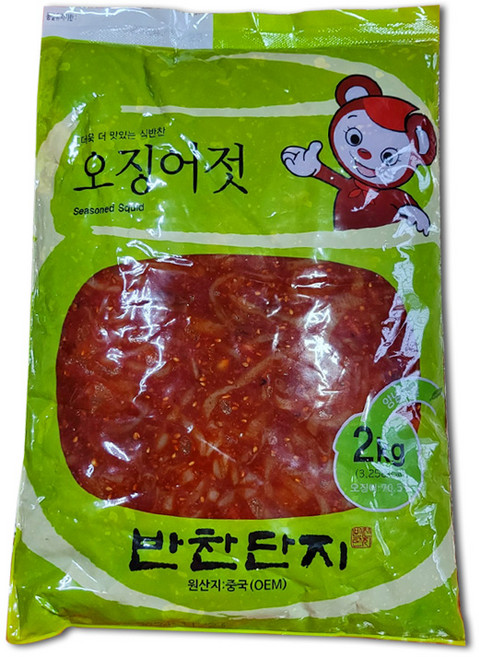 더욱 더 맛있는 식반찬
오징어젓
Seasoned Squid
2kg
반찬단지
원산지:중국(OEM)